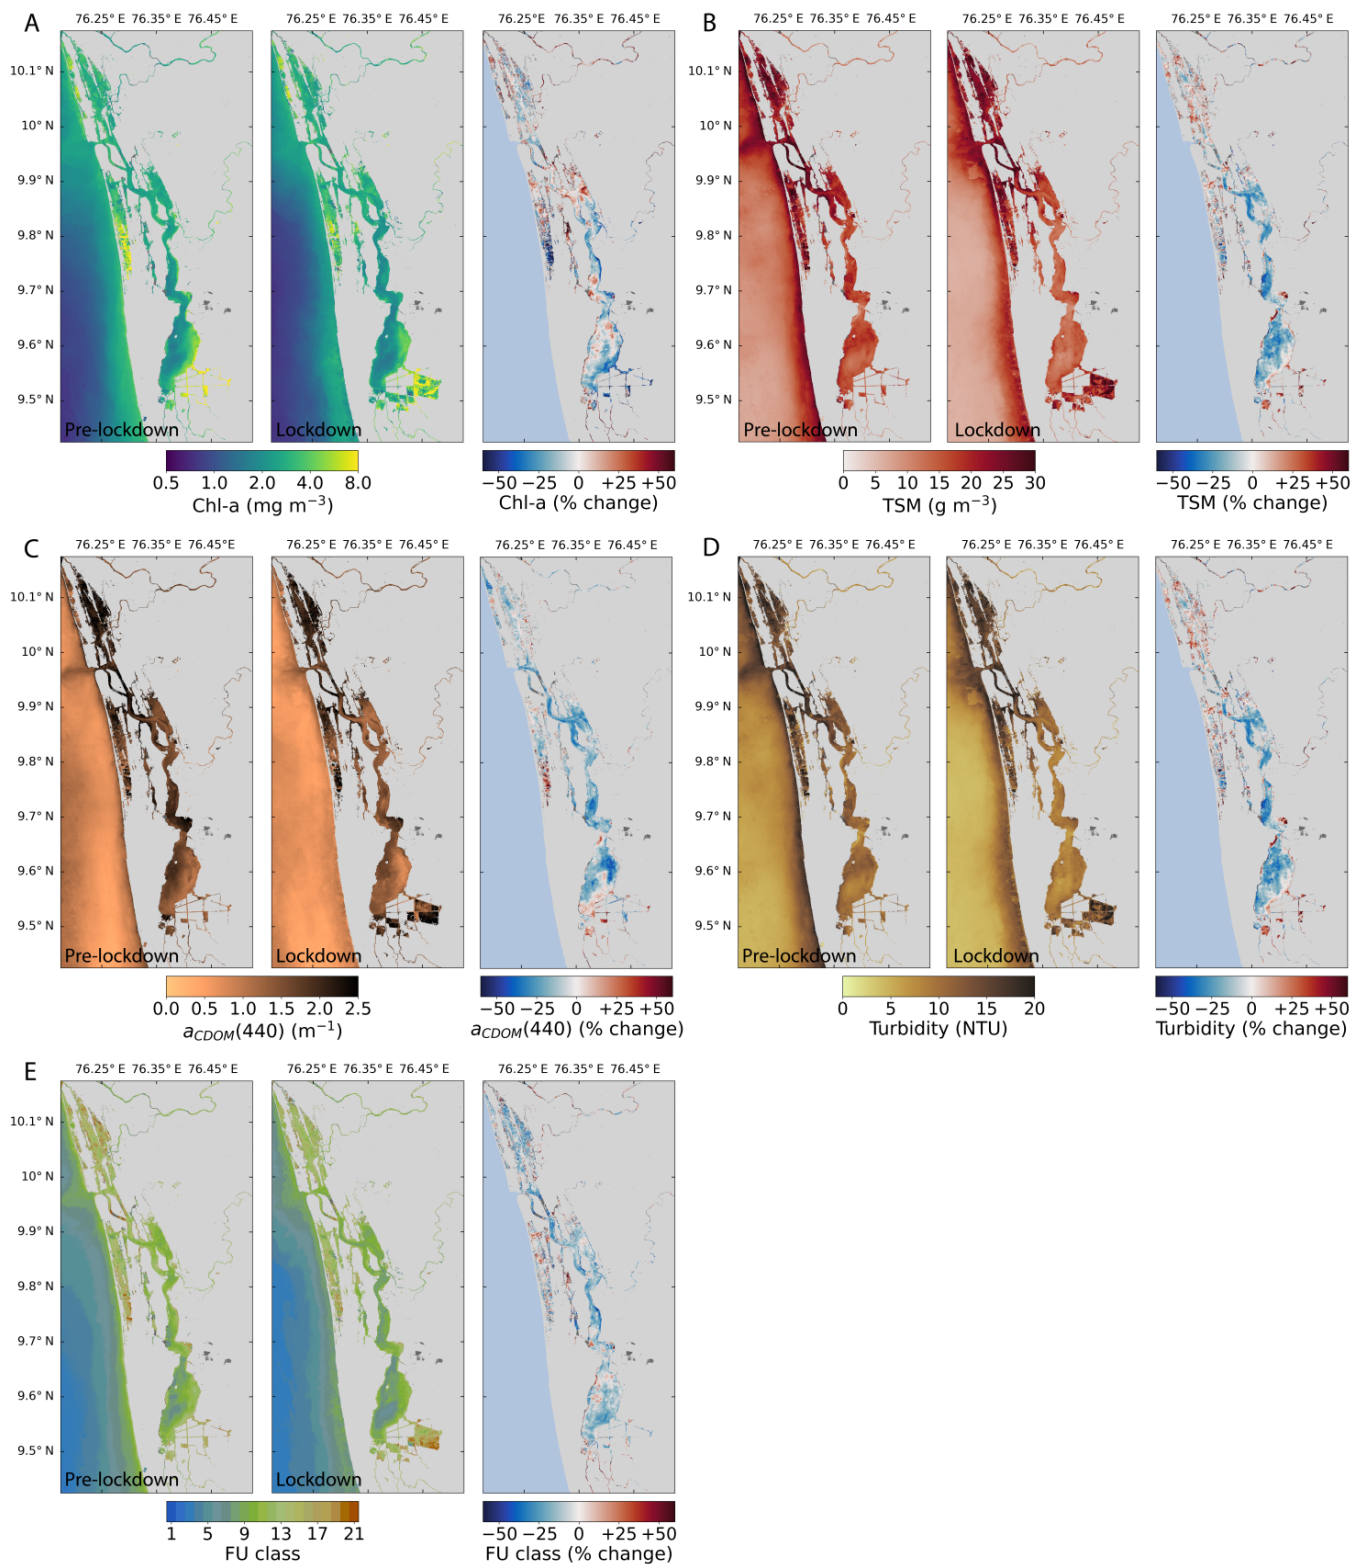 A
76.25° E 76.35° E 76.45° E
76.25° E 76.35° E 76.45° E
76.25° E 76.35° E 76.45° E
10.1° N
10° N
9.9° N
9.8° N
9.7° N
9.6° N
9.5° N
Pre-lockdown
Lockdown
0.5 1.0 2.0 4.0 8.0
Chl-a (mg m⁻³)
−50 −25 0 +25 +50
Chl-a (% change)
B
76.25° E 76.35° E 76.45° E
76.25° E 76.35° E 76.45° E
76.25° E 76.35° E 76.45° E
10.1° N
10° N
9.9° N
9.8° N
9.7° N
9.6° N
9.5° N
Pre-lockdown
Lockdown
0 5 10 15 20 25 30
TSM (g m⁻³)
−50 −25 0 +25 +50
TSM (% change)
C
76.25° E 76.35° E 76.45° E
76.25° E 76.35° E 76.45° E
76.25° E 76.35° E 76.45° E
10.1° N
10° N
9.9° N
9.8° N
9.7° N
9.6° N
9.5° N
Pre-lockdown
Lockdown
0.0 0.5 1.0 1.5 2.0 2.5
aCDOM(440) (m⁻¹)
−50 −25 0 +25 +50
aCDOM(440) (% change)
D
76.25° E 76.35° E 76.45° E
76.25° E 76.35° E 76.45° E
76.25° E 76.35° E 76.45° E
10.1° N
10° N
9.9° N
9.8° N
9.7° N
9.6° N
9.5° N
Pre-lockdown
Lockdown
0 5 10 15 20
Turbidity (NTU)
−50 −25 0 +25 +50
Turbidity (% change)
E
76.25° E 76.35° E 76.45° E
76.25° E 76.35° E 76.45° E
76.25° E 76.35° E 76.45° E
10.1° N
10° N
9.9° N
9.8° N
9.7° N
9.6° N
9.5° N
Pre-lockdown
Lockdown
1 5 9 13 17 21
FU class
−50 −25 0 +25 +50
FU class (% change)